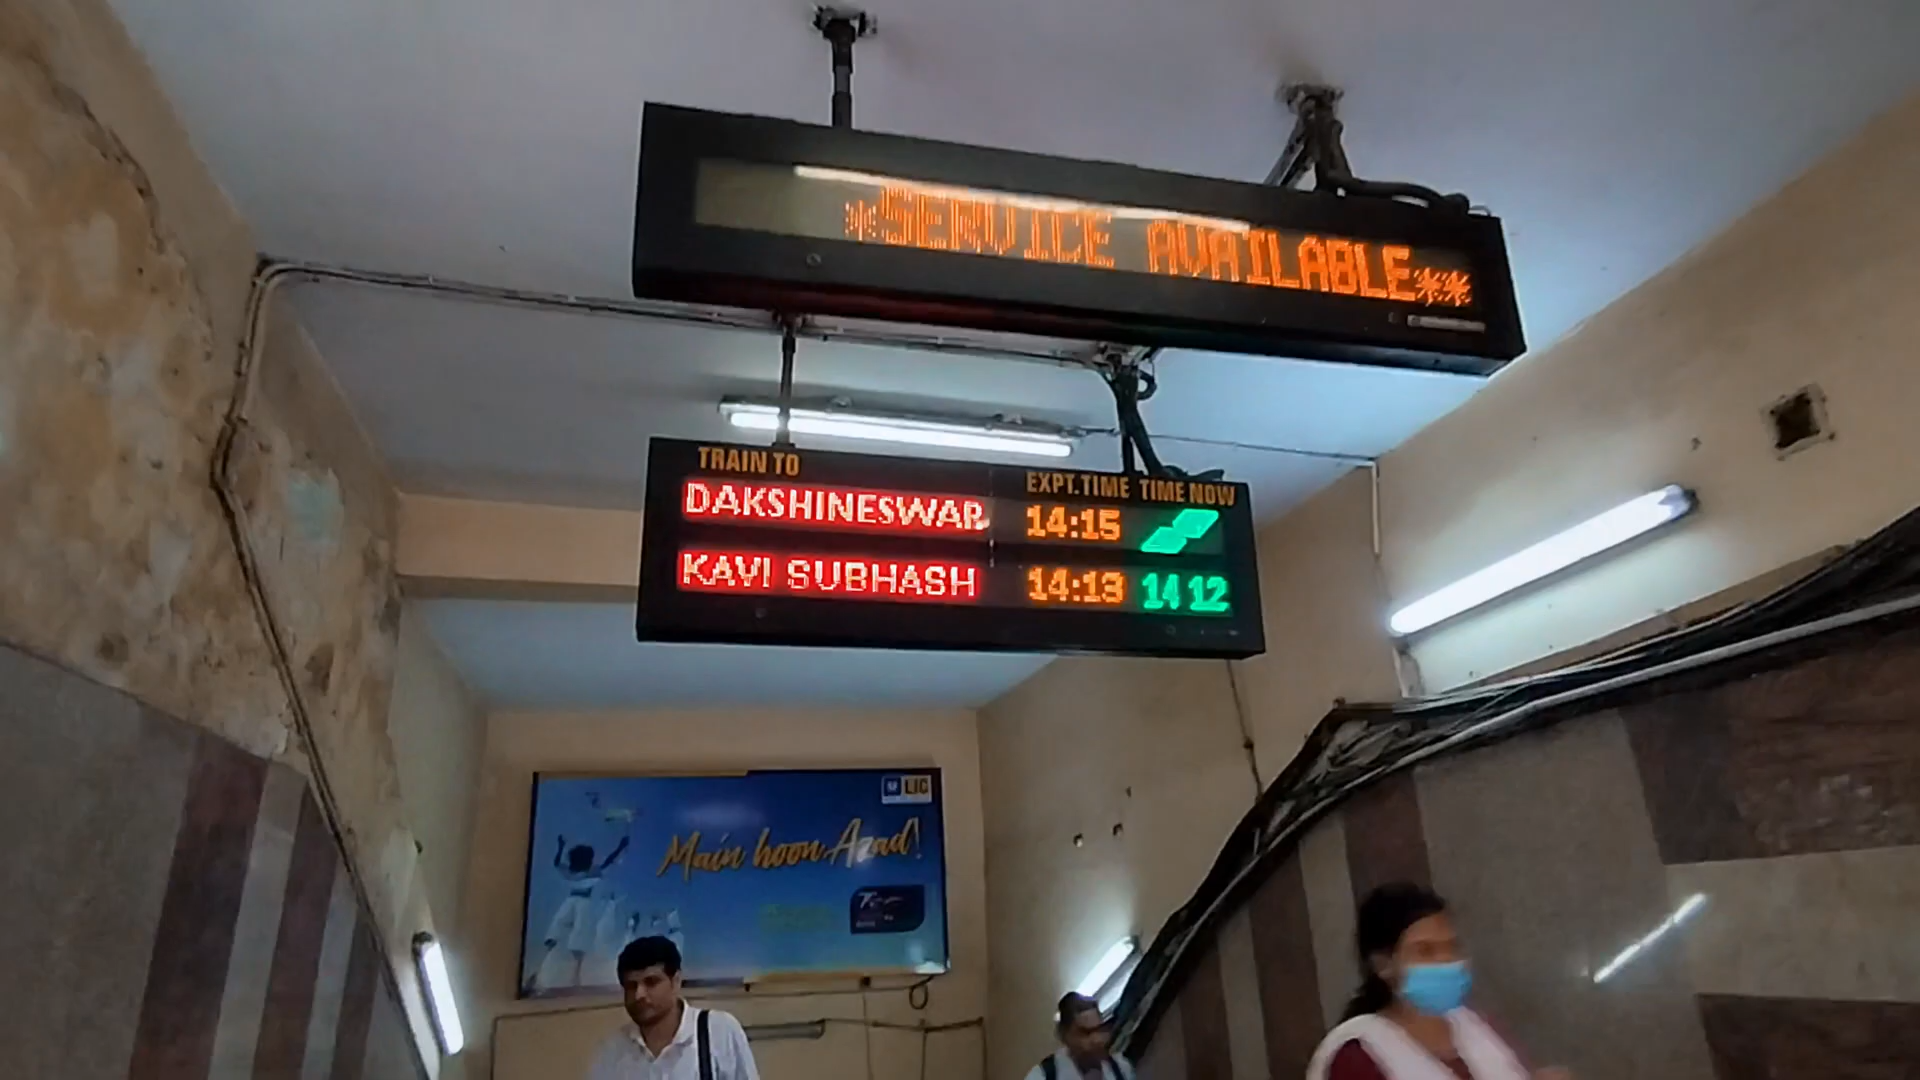 *SERVICE AVAILABLE**
TRAIN TO EXPT.TIME TIME NOW
DAKSHINESWAR 14:15
KAVI SUBHASH 14:13 14 12
LIC
Main hoon Azad!